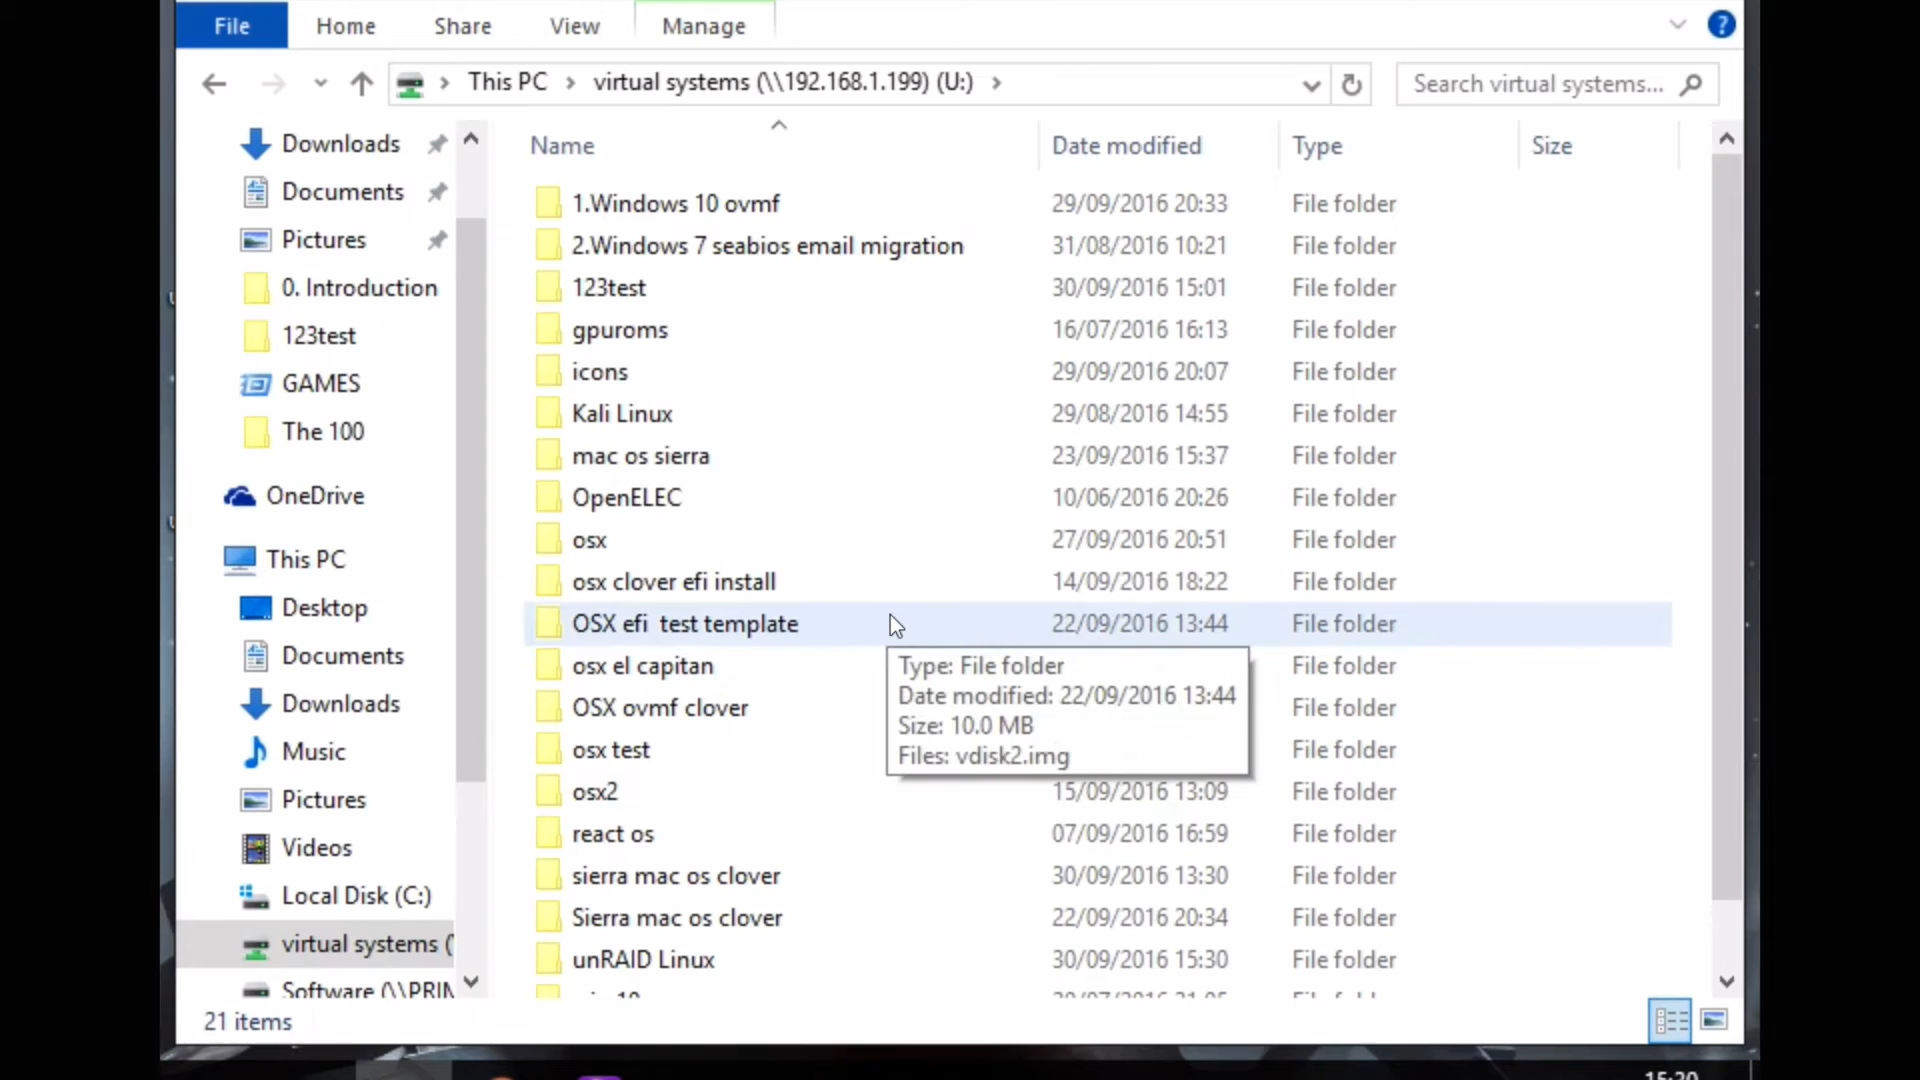 File Home Share View Manage
This PC virtual systems (\\192.168.1.199) (U:) Search virtual systems...
Downloads
Documents
Pictures
0. Introduction
123test
GAMES
The 100
OneDrive
This PC
Desktop
Documents
Downloads
Music
Pictures
Videos
Local Disk (C:)
virtual systems (
Software (\\PRIM
Name Date modified Type Size
1.Windows 10 ovmf 29/09/2016 20:33 File folder
2.Windows 7 seabios email migration 31/08/2016 10:21 File folder
123test 30/09/2016 15:01 File folder
gpuroms 16/07/2016 16:13 File folder
icons 29/09/2016 20:07 File folder
Kali Linux 29/08/2016 14:55 File folder
mac os sierra 23/09/2016 15:37 File folder
OpenELEC 10/06/2016 20:26 File folder
osx 27/09/2016 20:51 File folder
osx clover efi install 14/09/2016 18:22 File folder
OSX efi  test template 22/09/2016 13:44 File folder
osx el capitan File folder
OSX ovmf clover File folder
osx test File folder
osx2 15/09/2016 13:09 File folder
react os 07/09/2016 16:59 File folder
sierra mac os clover 30/09/2016 13:30 File folder
Sierra mac os clover 22/09/2016 20:34 File folder
unRAID Linux 30/09/2016 15:30 File folder
Type: File folder
Date modified: 22/09/2016 13:44
Size: 10.0 MB
Files: vdisk2.img
21 items